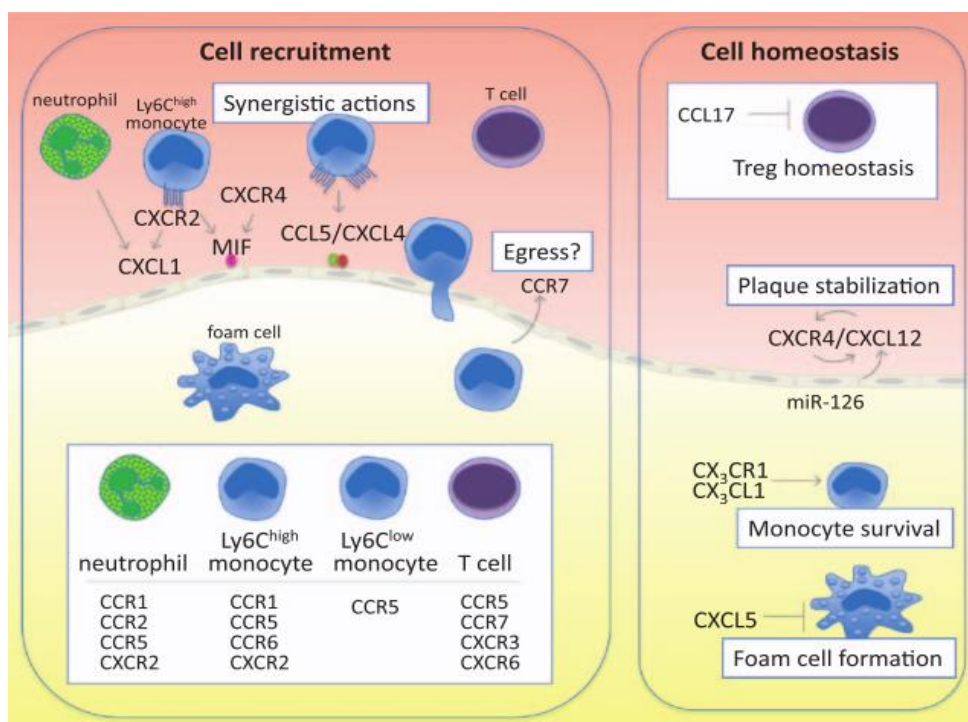 Cell recruitment
neutrophil
Ly6Chigh
monocyte
Synergistic actions
T cell
CXCR4
CXCR2
MIF
CCL5/CXCL4
CXCL1
Egress?
CCR7
foam cell
neutrophil
Ly6Chigh
monocyte
Ly6Clow
monocyte
T cell
CCR1
CCR2
CCR5
CXCR2
CCR1
CCR5
CCR6
CXCR2
CCR5
CCR5
CCR7
CXCR3
CXCR6
Cell homeostasis
CCL17
Treg homeostasis
Plaque stabilization
CXCR4/CXCL12
miR-126
CX3CR1
CX3CL1
Monocyte survival
CXCL5
Foam cell formation